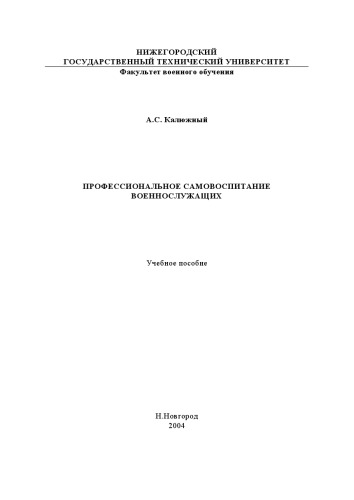 НИЖЕГОРОДСКИЙ
ГОСУДАРСТВЕННЫЙ ТЕХНИЧЕСКИЙ УНИВЕРСИТЕТ
Факультет военного обучения
А.С. Калюжный
ПРОФЕССИОНАЛЬНОЕ САМОВОСПИТАНИЕ
ВОЕННОСЛУЖАЩИХ
Учебное пособие
Н.Новгород
2004